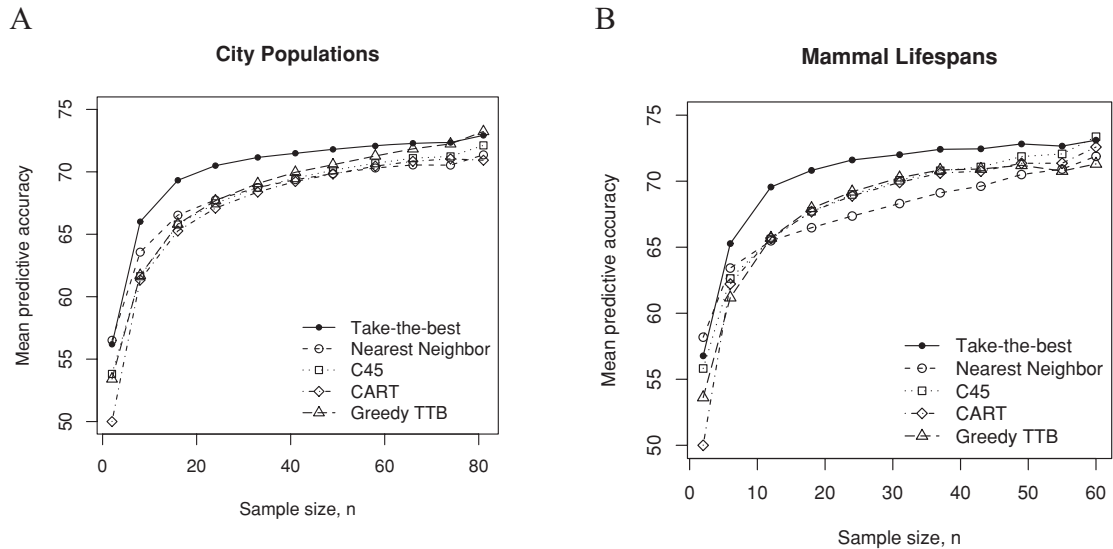 A
City Populations
Mean predictive accuracy
75
70
65
60
55
50
Take-the-best
Nearest Neighbor
C45
CART
Greedy TTB
0 20 40 60 80
Sample size, n
B
Mammal Lifespans
Mean predictive accuracy
75
70
65
60
55
50
Take-the-best
Nearest Neighbor
C45
CART
Greedy TTB
0 10 20 30 40 50 60
Sample size, n